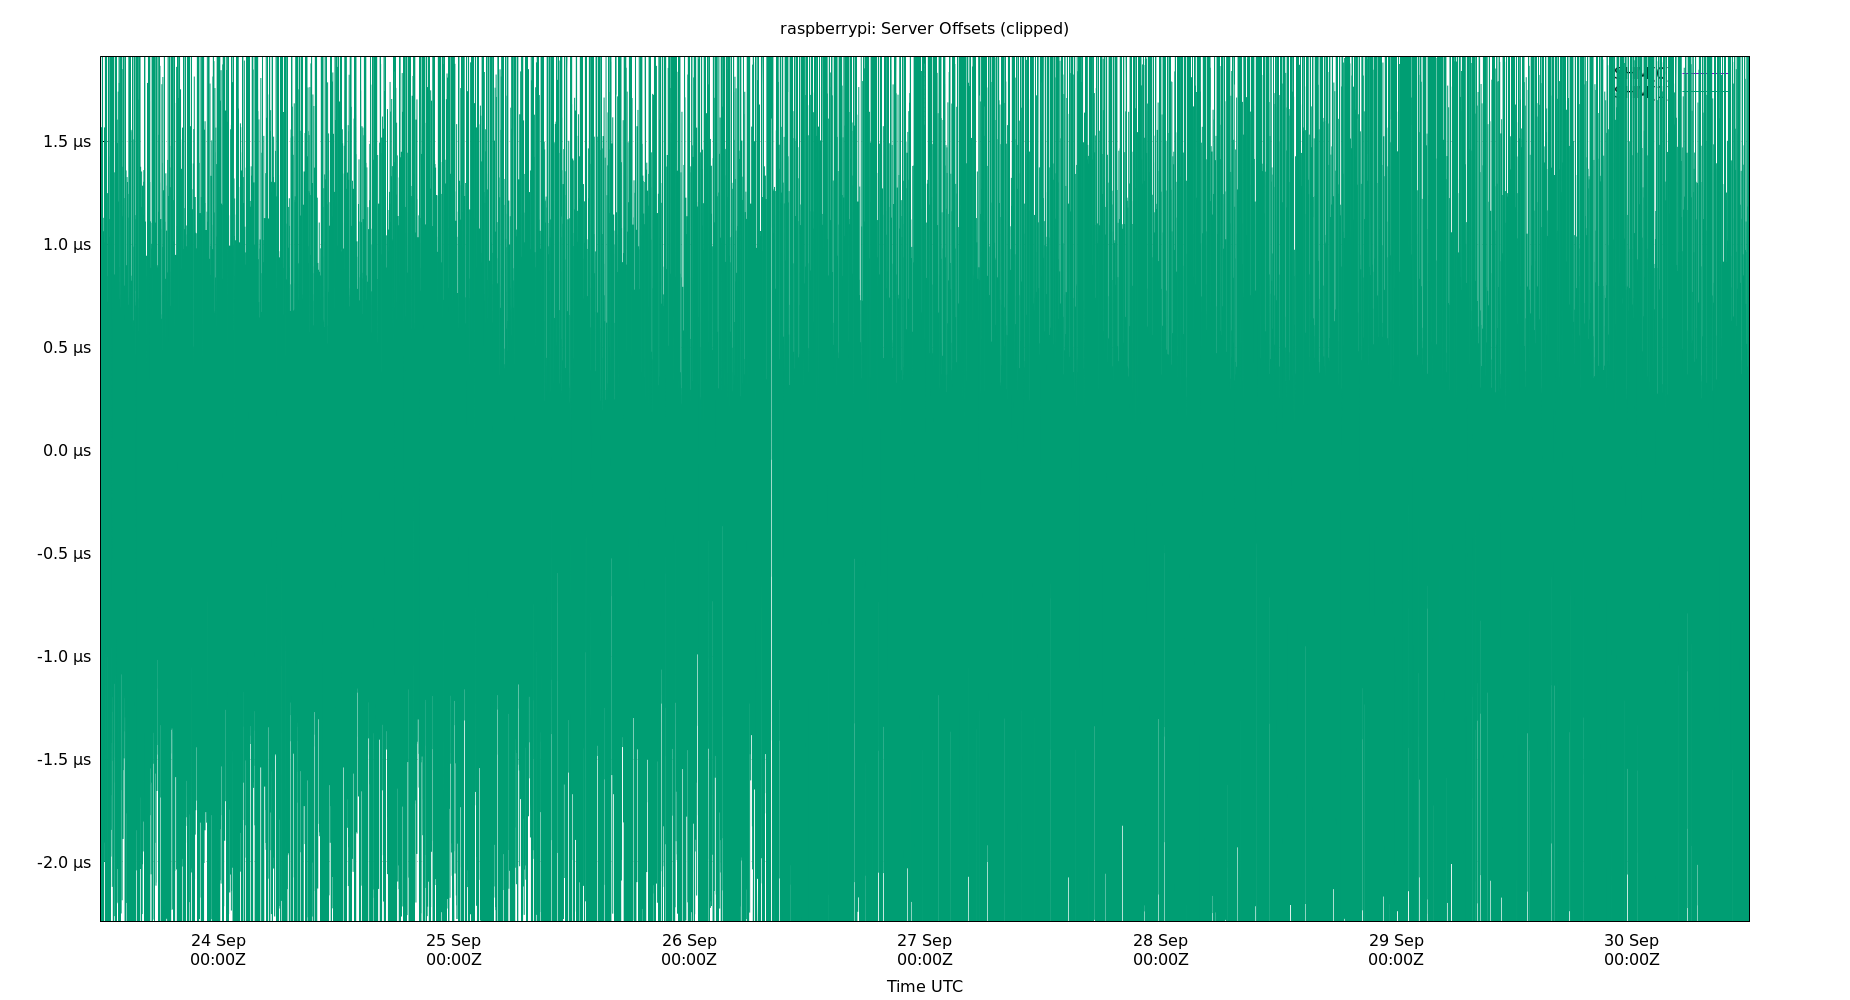 raspberrypi: Server Offsets (clipped)
1.5 µs
1.0 µs
0.5 µs
0.0 µs
-0.5 µs
-1.0 µs
-1.5 µs
-2.0 µs
24 Sep
00:00Z
25 Sep
00:00Z
26 Sep
00:00Z
27 Sep
00:00Z
28 Sep
00:00Z
29 Sep
00:00Z
30 Sep
00:00Z
Time UTC